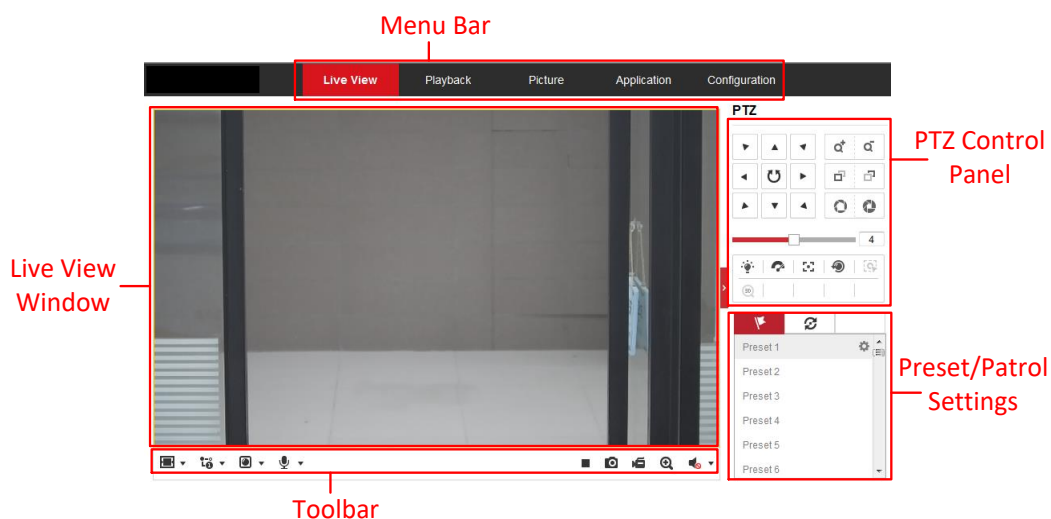 Menu Bar
Live View
Playback
Picture
Application
Configuration
PTZ
PTZ Control
Panel
4
3D
Live View
Window
Preset 1
Preset 2
Preset 3
Preset 4
Preset 5
Preset 6
Preset/Patrol
Settings
Toolbar